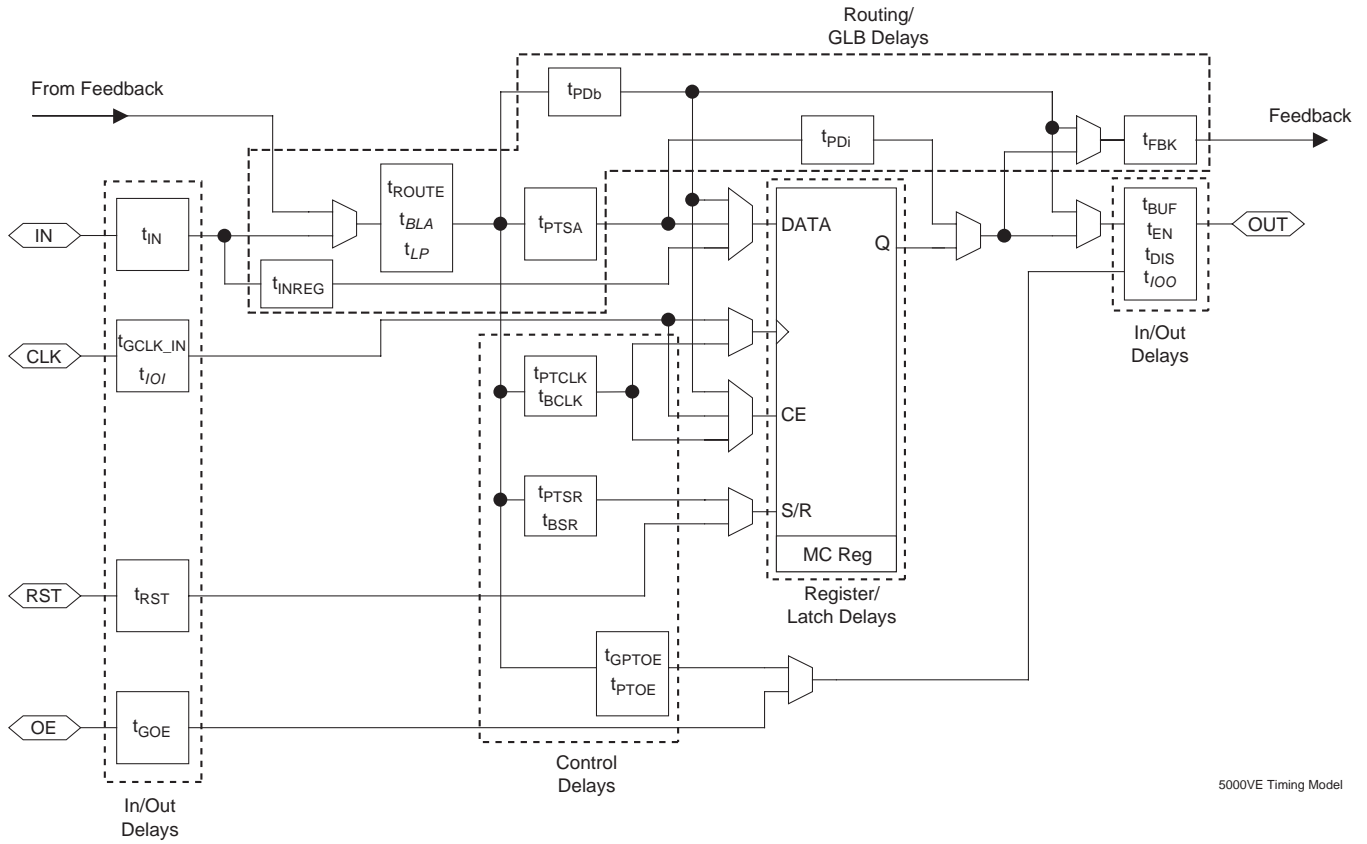 Routing/
GLB Delays
From Feedback
tPDb
Feedback
tPDi
tFBK
tROUTE
tBLA
tLP
tPTSA
DATA
Q
tBUF
tEN
tDIS
tIOO
OUT
IN
tIN
tINREG
In/Out
Delays
CLK
tGCLK_IN
tIOI
tPTCLK
tBCLK
CE
tPTSR
tBSR
S/R
MC Reg
RST
tRST
Register/
Latch Delays
tGPTOE
tPTOE
OE
tGOE
Control
Delays
5000VE Timing Model
In/Out
Delays